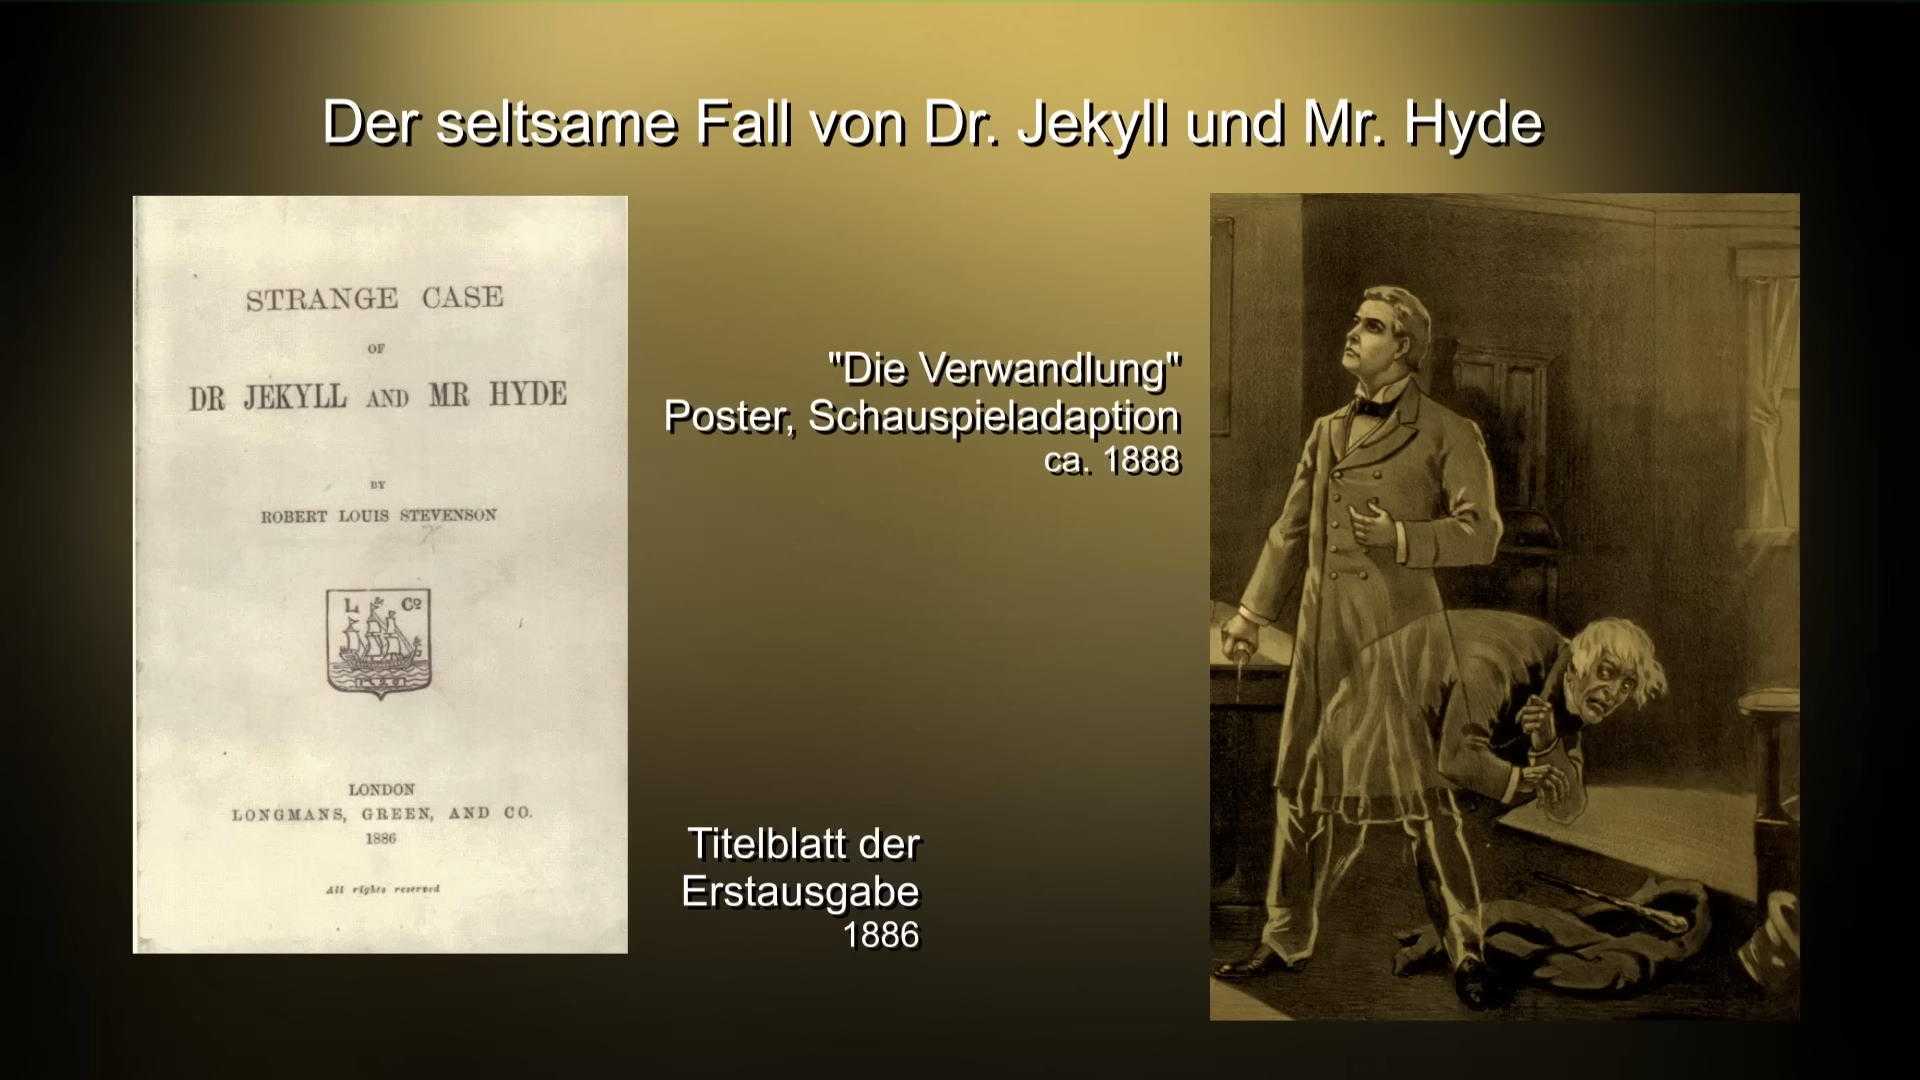 Der seltsame Fall von Dr. Jekyll und Mr. Hyde
STRANGE CASE
OF
DR JEKYLL AND MR HYDE
BY
ROBERT LOUIS STEVENSON
L Co
LONDON
LONGMANS, GREEN, AND CO.
1886
All rights reserved
"Die Verwandlung"
Poster, Schauspieladaption
ca. 1888
Titelblatt der
Erstausgabe
1886